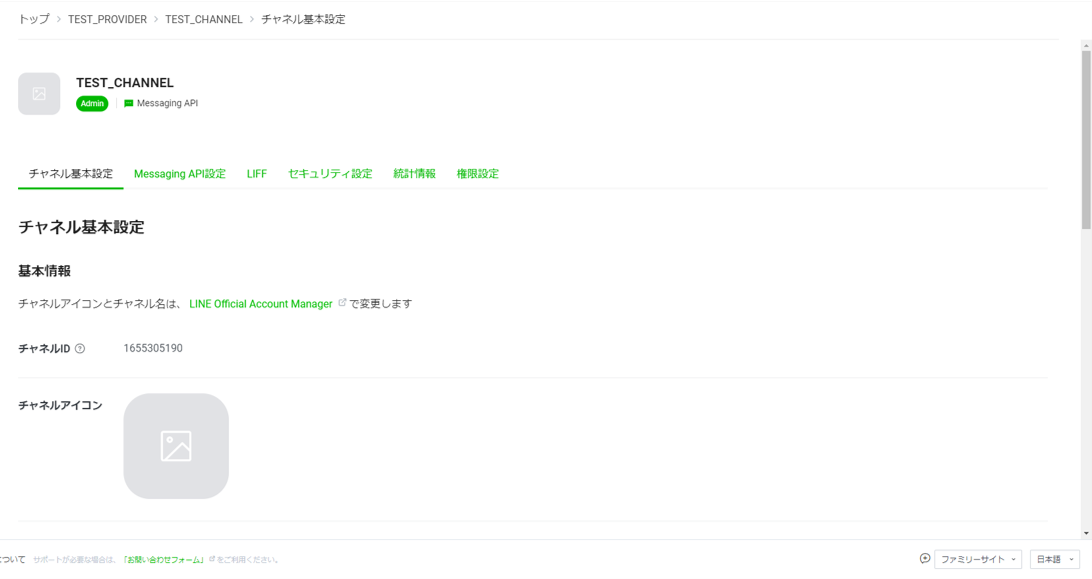 トップ > TEST_PROVIDER > TEST_CHANNEL > チャネル基本設定
TEST_CHANNEL
Admin Messaging API
チャネル基本設定 Messaging API設定 LIFF セキュリティ設定 統計情報 権限設定
チャネル基本設定
基本情報
チャネルアイコンとチャネル名は、 LINE Official Account Manager で変更します
チャネルID 1655305190
チャネルアイコン
について サポートが必要な場合は、「お問い合わせフォーム」をご利用ください。 ファミリーサイト 日本語